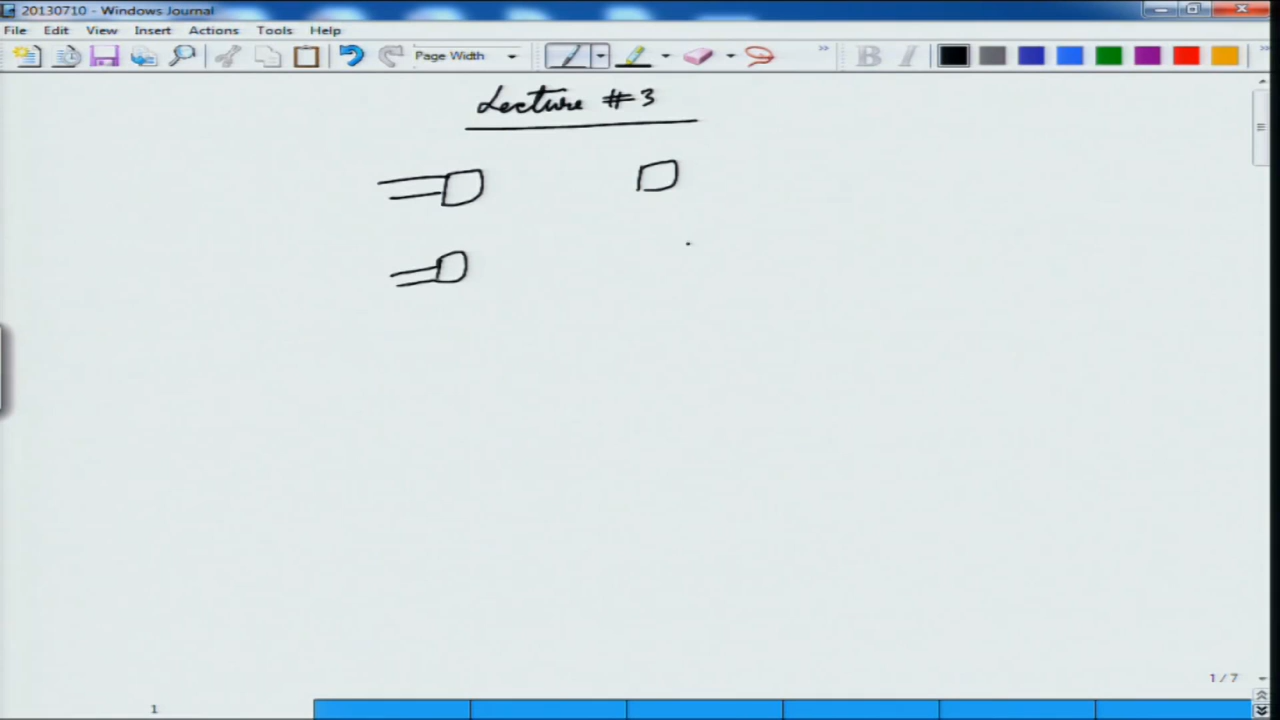 20130710 - Windows Journal
File Edit View Insert Actions Tools Help
Page Width
B I
Lecture #3
1 / 7
1